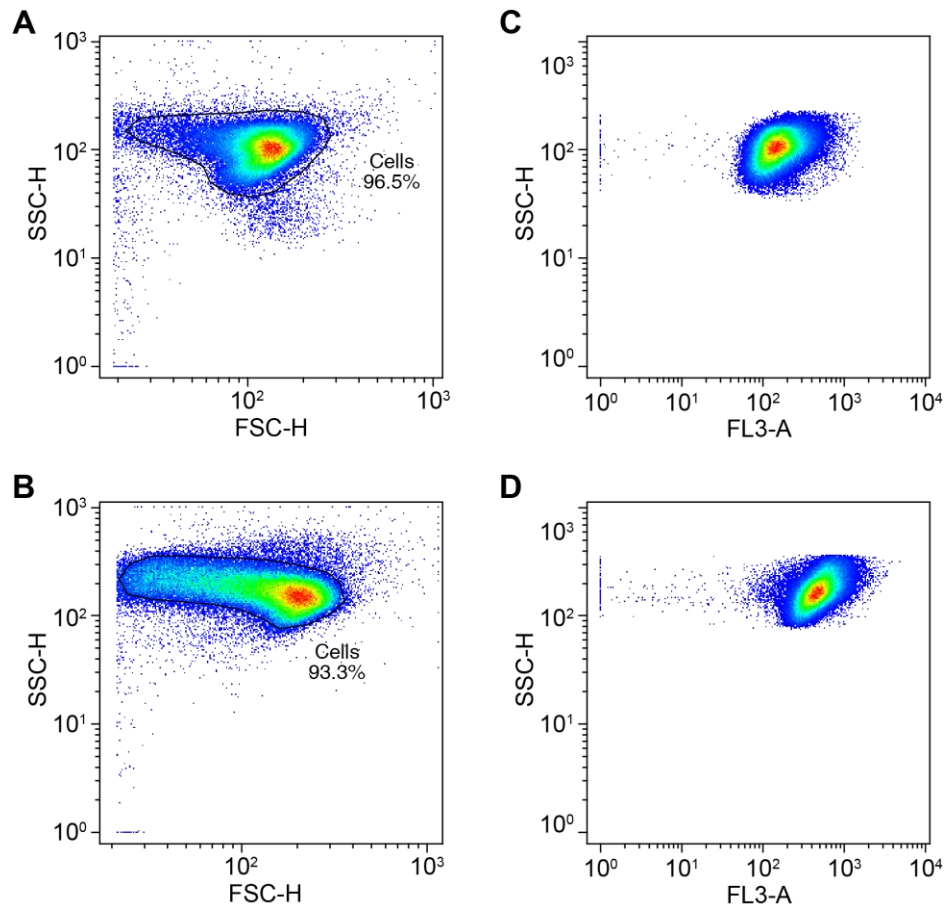 A
10³
10²
10¹
10⁰
SSC-H
Cells
96.5%
10²
10³
FSC-H
C
10³
10²
10¹
10⁰
SSC-H
10⁰
10¹
10²
10³
10⁴
FL3-A
B
10³
10²
10¹
10⁰
SSC-H
Cells
93.3%
10²
10³
FSC-H
D
10³
10²
10¹
10⁰
SSC-H
10⁰
10¹
10²
10³
10⁴
FL3-A